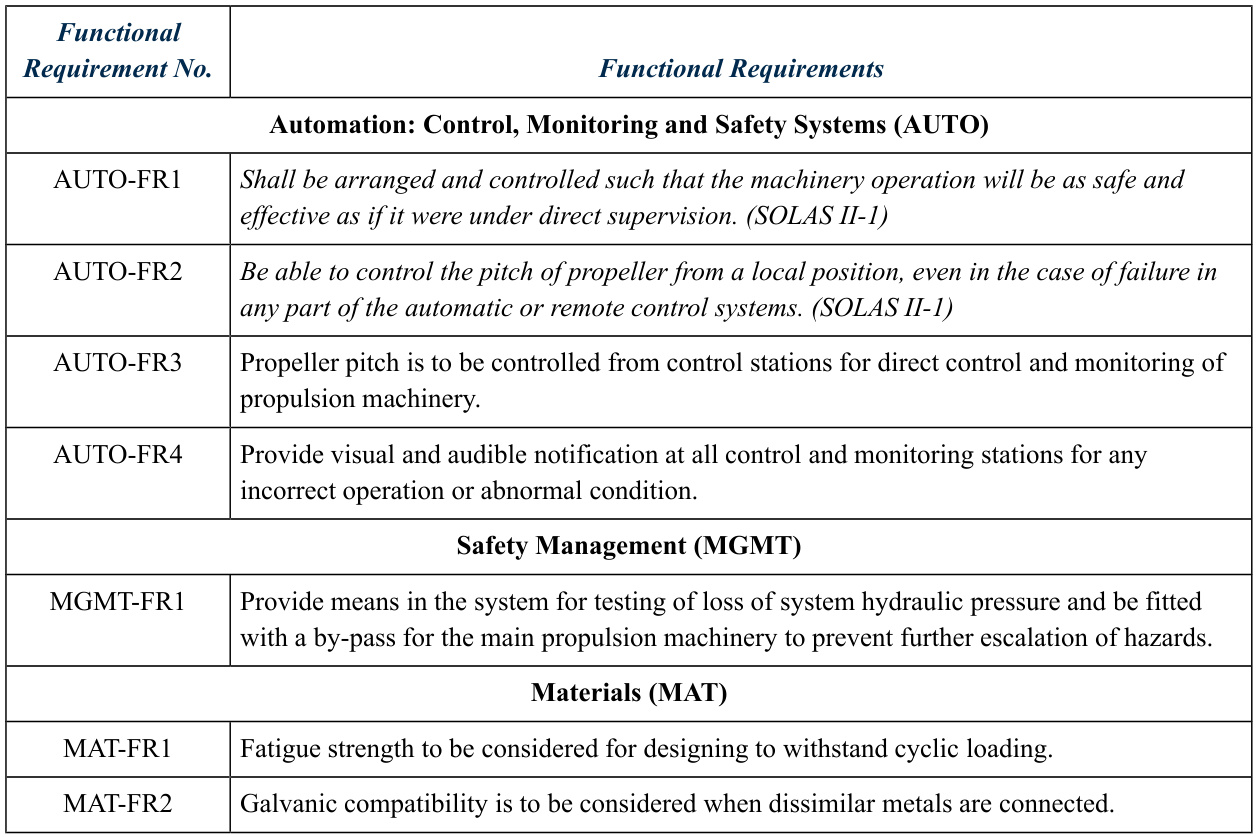 Functional
Requirement No.
Functional Requirements
Automation: Control, Monitoring and Safety Systems (AUTO)
AUTO-FR1
Shall be arranged and controlled such that the machinery operation will be as safe and
effective as if it were under direct supervision. (SOLAS II-1)
AUTO-FR2
Be able to control the pitch of propeller from a local position, even in the case of failure in
any part of the automatic or remote control systems. (SOLAS II-1)
AUTO-FR3
Propeller pitch is to be controlled from control stations for direct control and monitoring of
propulsion machinery.
AUTO-FR4
Provide visual and audible notification at all control and monitoring stations for any
incorrect operation or abnormal condition.
Safety Management (MGMT)
MGMT-FR1
Provide means in the system for testing of loss of system hydraulic pressure and be fitted
with a by-pass for the main propulsion machinery to prevent further escalation of hazards.
Materials (MAT)
MAT-FR1
Fatigue strength to be considered for designing to withstand cyclic loading.
MAT-FR2
Galvanic compatibility is to be considered when dissimilar metals are connected.